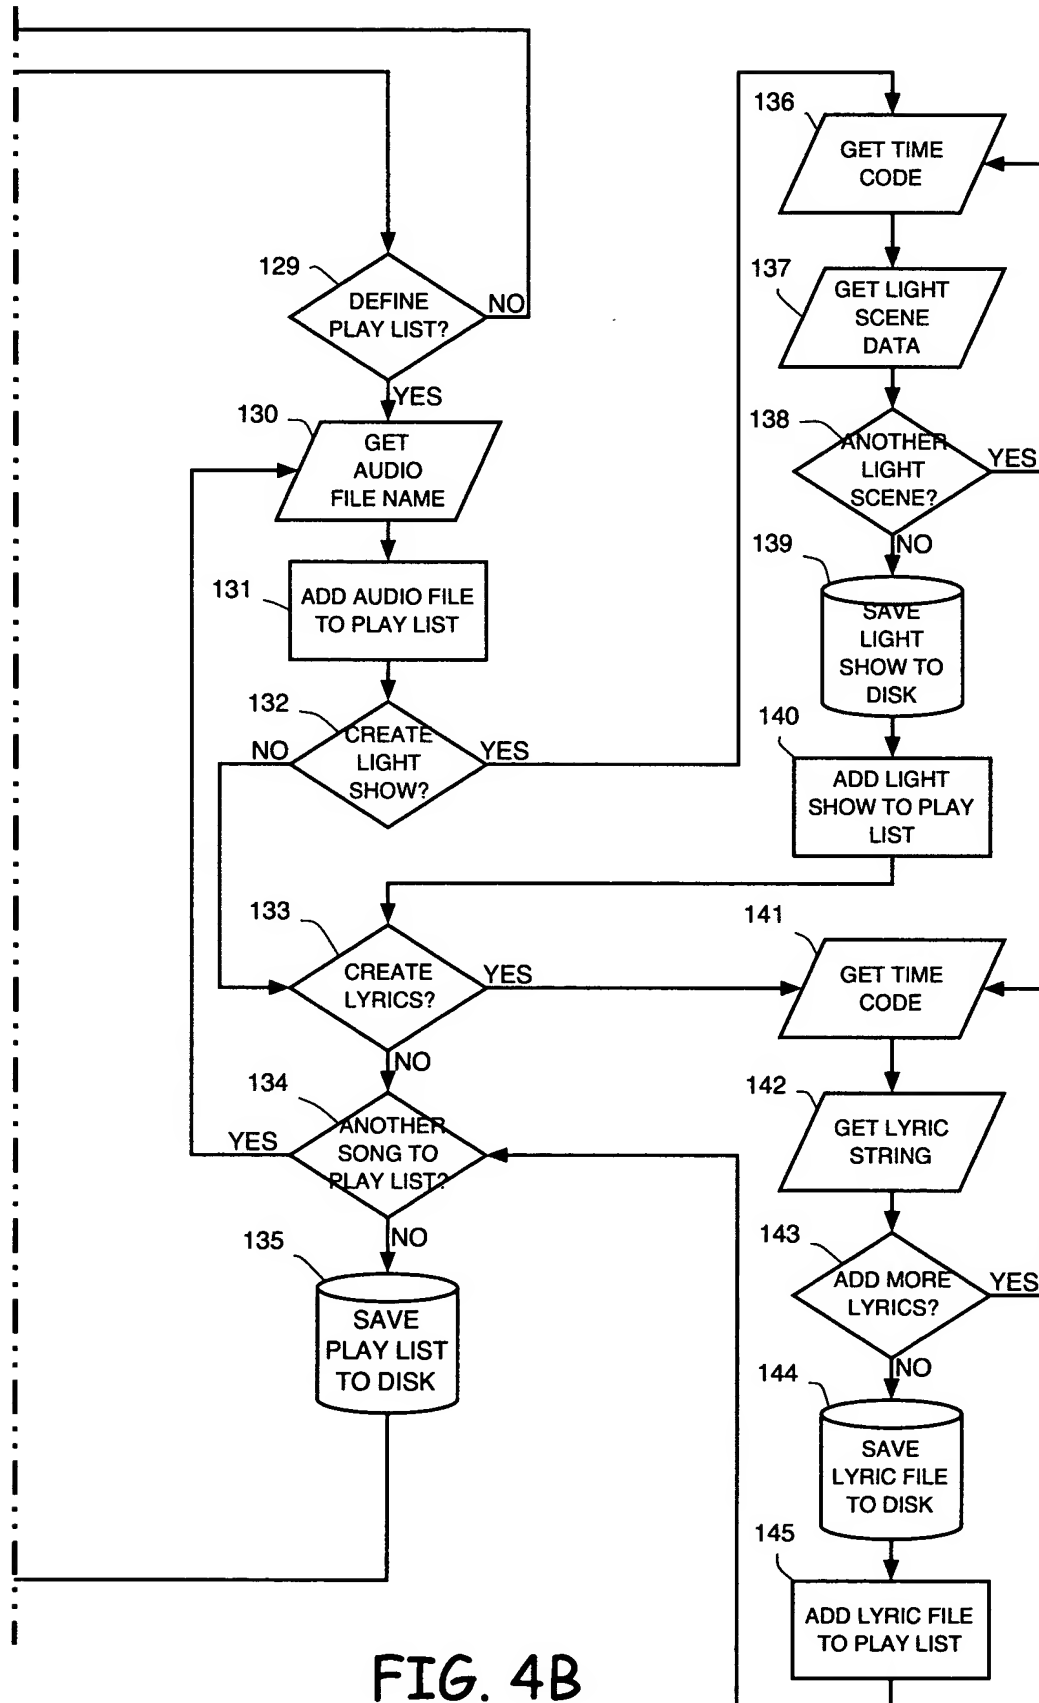 129
DEFINE
PLAY LIST?
NO
YES
130
GET
AUDIO
FILE NAME
131
ADD AUDIO FILE
TO PLAY LIST
132
CREATE
LIGHT
SHOW?
NO
YES
133
CREATE
LYRICS?
YES
NO
134
ANOTHER
SONG TO
PLAY LIST?
YES
NO
135
SAVE
PLAY LIST
TO DISK
136
GET TIME
CODE
137
GET LIGHT
SCENE
DATA
138
ANOTHER
LIGHT
SCENE?
YES
NO
139
SAVE
LIGHT
SHOW TO
DISK
140
ADD LIGHT
SHOW TO PLAY
LIST
141
GET TIME
CODE
142
GET LYRIC
STRING
143
ADD MORE
LYRICS?
YES
NO
144
SAVE
LYRIC FILE
TO DISK
145
ADD LYRIC FILE
TO PLAY LIST
FIG. 4B